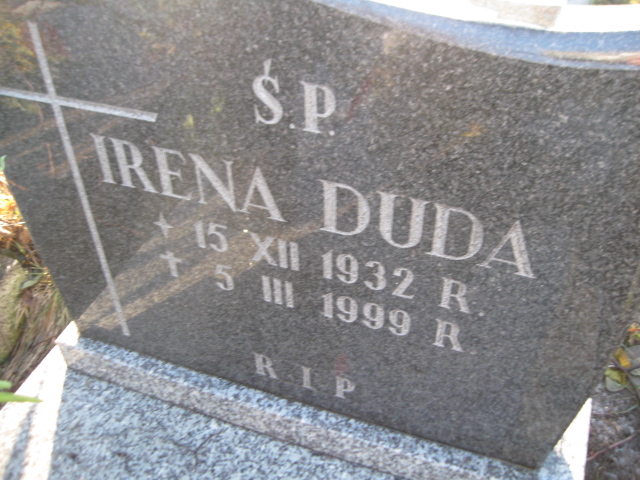 Ś.P.
IRENA DUDA
15 XII 1932 R.
† 5 III 1999 R.
R I P